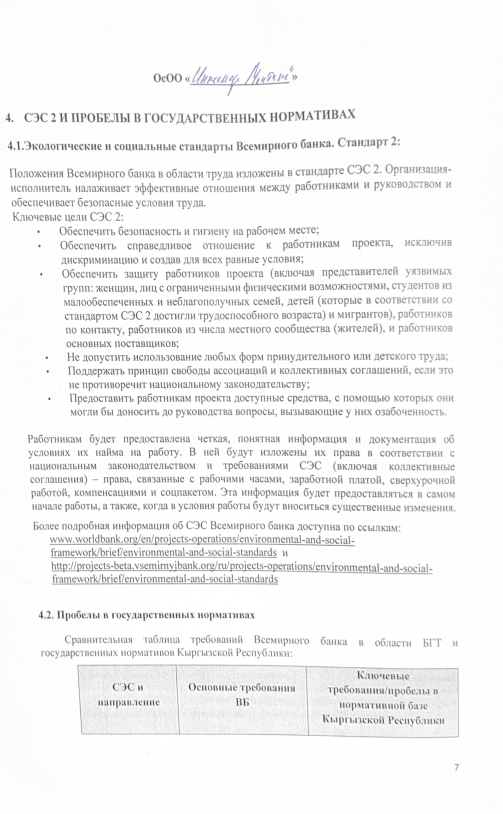 ОсОО « »
4. СЭС 2 И ПРОБЕЛЫ В ГОСУДАРСТВЕННЫХ НОРМАТИВАХ
4.1.Экологические и социальные стандарты Всемирного банка. Стандарт 2:
Положения Всемирного банка в области труда изложены в стандарте СЭС 2. Организация-
исполнитель налаживает эффективные отношения между работниками и руководством и
обеспечивает безопасные условия труда.
Ключевые цели СЭС 2:
• Обеспечить безопасность и гигиену на рабочем месте;
• Обеспечить справедливое отношение к работникам проекта, исключив
дискриминацию и создав для всех равные условия;
• Обеспечить защиту работников проекта (включая представителей уязвимых
групп: женщин, лиц с ограниченными физическими возможностями, студентов из
малообеспеченных и неблагополучных семей, детей (которые в соответствии со
стандартом СЭС 2 достигли трудоспособного возраста) и мигрантов), работников
по контакту, работников из числа местного сообщества (жителей), и работников
основных поставщиков;
• Не допустить использование любых форм принудительного или детского труда;
• Поддержать принцип свободы ассоциаций и коллективных соглашений, если это
не противоречит национальному законодательству;
• Предоставить работникам проекта доступные средства, с помощью которых они
могли бы доносить до руководства вопросы, вызывающие у них озабоченность.
Работникам будет предоставлена четкая, понятная информация и документация об
условиях их найма на работу. В ней будут изложены их права в соответствии с
национальным законодательством и требованиями СЭС (включая коллективные
соглашения) – права, связанные с рабочими часами, заработной платой, сверхурочной
работой, компенсациями и соцпакетом. Эта информация будет предоставляться в самом
начале работы, а также, когда в условия работы будут вноситься существенные изменения.
Более подробная информация об СЭС Всемирного банка доступна по ссылкам:
www.worldbank.org/en/projects-operations/environmental-and-social-
framework/brief/environmental-and-social-standards и
http://projects-beta.vsemirnyjbank.org/ru/projects-operations/environmental-and-social-
framework/brief/environmental-and-social-standards
4.2. Пробелы в государственных нормативах
Сравнительная таблица требований Всемирного банка в области БГТ и
государственных нормативов Кыргызской Республики:
СЭС и
направление
Основные требования
ВБ
Ключевые
требования/пробелы в
нормативной базе
Кыргызской Республики
7